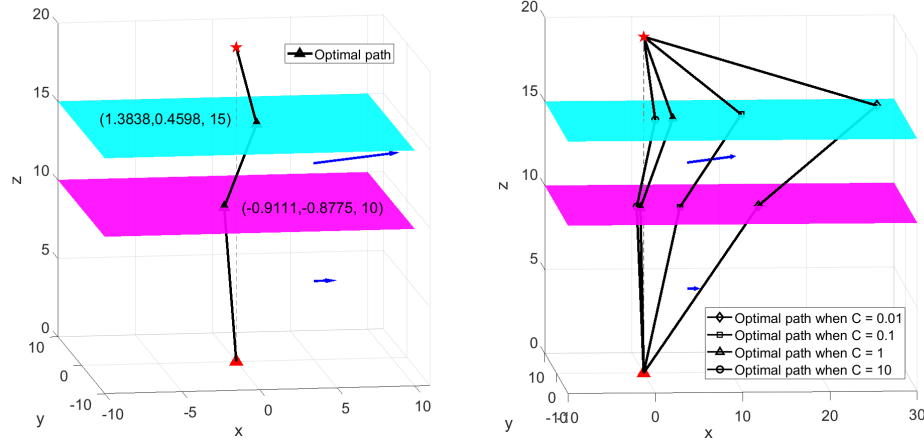 20
15
10
5
0
z
10
0
-10
y
-10
-5
0
5
10
x
Optimal path
(1.3838,0.4598, 15)
(-0.9111,-0.8775, 10)
20
15
10
5
0
z
10
0
-10
y
-10
0
10
20
30
x
Optimal path when C = 0.01
Optimal path when C = 0.1
Optimal path when C = 1
Optimal path when C = 10